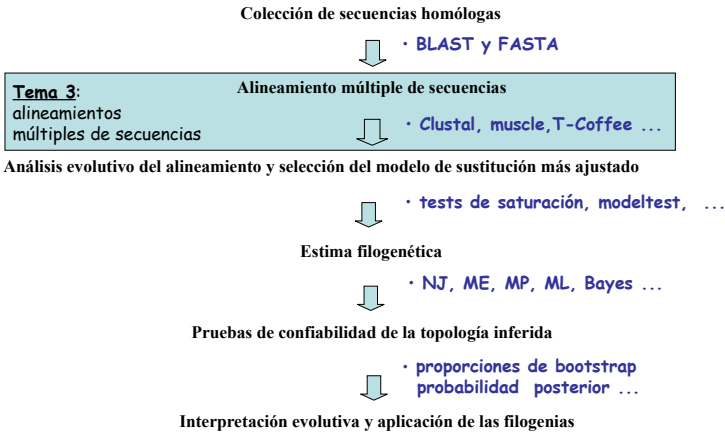 Colección de secuencias homólogas
· BLAST y FASTA
Tema 3:
alineamientos
múltiples de secuencias
Alineamiento múltiple de secuencias
· Clustal, muscle,T-Coffee ...
Análisis evolutivo del alineamiento y selección del modelo de sustitución más ajustado
· tests de saturación, modeltest, ...
Estima filogenética
· NJ, ME, MP, ML, Bayes ...
Pruebas de confiabilidad de la topología inferida
· proporciones de bootstrap
probabilidad posterior ...
Interpretación evolutiva y aplicación de las filogenias